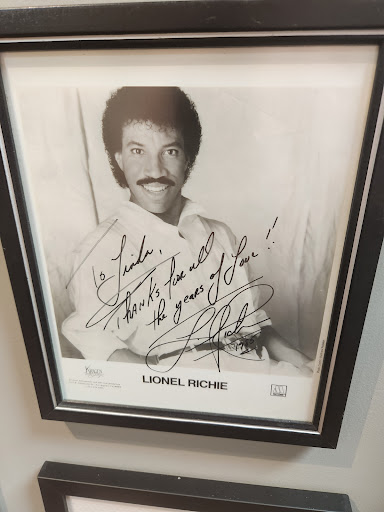 To Linda,
THANKS FOR all
the years of Love!!
LIONEL RICHIE